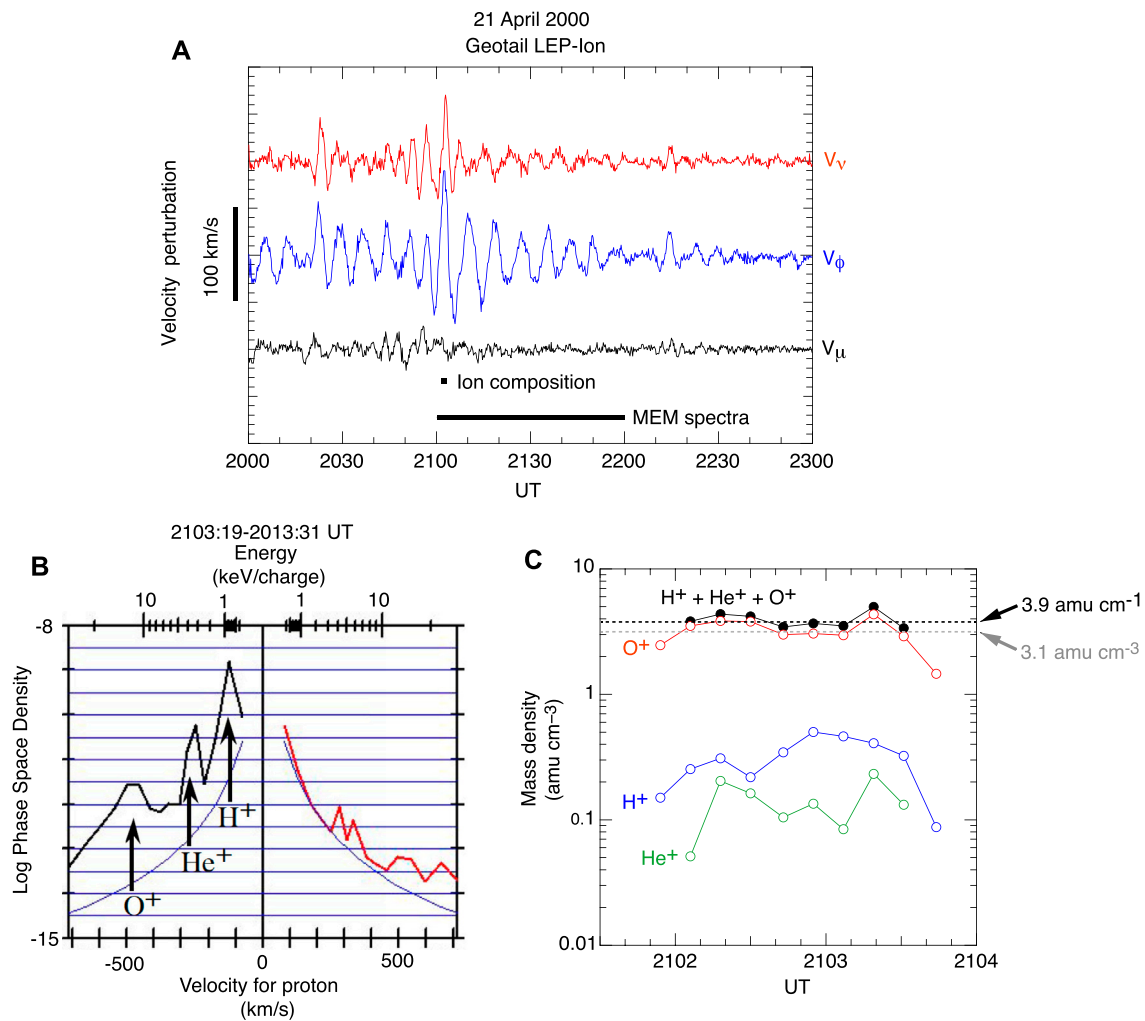 21 April 2000
Geotail LEP-Ion
A
Velocity perturbation
100 km/s
Vν
Vϕ
Vμ
Ion composition
MEM spectra
2000 2030 2100 2130 2200 2230 2300
UT
B
2103:19-2013:31 UT
Energy
(keV/charge)
10 1 1 10
-8
-15
Log Phase Space Density
H+
He+
O+
-500 0 500
Velocity for proton
(km/s)
C
10
1
0.1
0.01
Mass density
(amu cm−3)
H+ + He+ + O+
O+
H+
He+
3.9 amu cm-1
3.1 amu cm-3
2102 2103 2104
UT